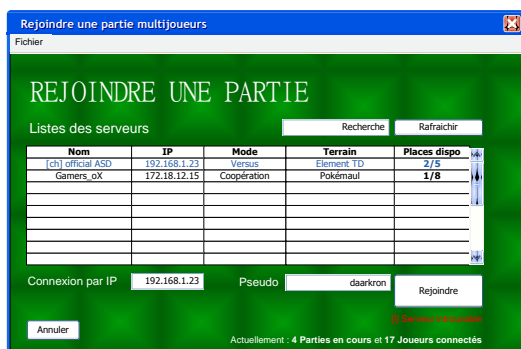 Rejoindre une partie multijoueurs
Fichier
REJOINDRE UNE PARTIE
Listes des serveurs
Recherche
Rafraichir
Nom IP Mode Terrain Places dispo
[ch] official ASD 192.168.1.23 Versus Element TD 2/5
Gamers_oX 172.18.12.15 Coopération Pokémaul 1/8
Connexion par IP 192.168.1.23 Pseudo daarkron Rejoindre
Annuler
Actuellement : 4 Parties en cours et 17 Joueurs connectés